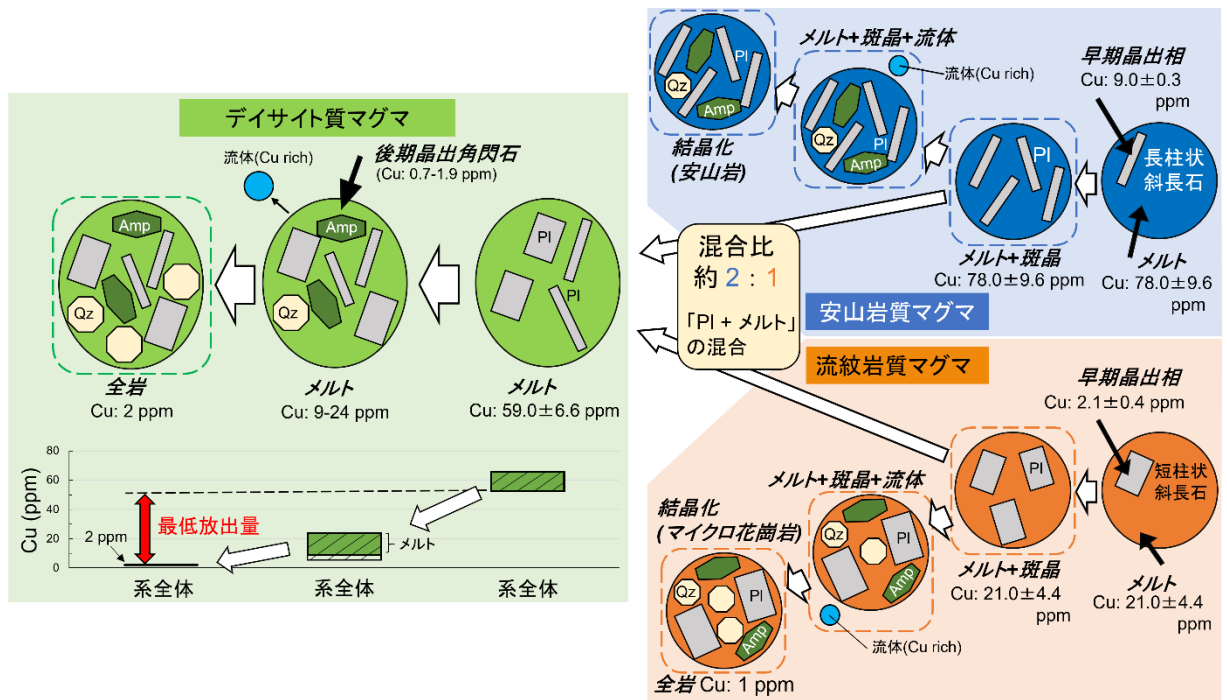 デイサイト質マグマ
流体(Cu rich)
後期晶出角閃石
(Cu: 0.7-1.9 ppm)
Amp
Qz
全岩
Cu: 2 ppm
Amp
Qz
メルト
Cu: 9-24 ppm
Pl
Pl
メルト
Cu: 59.0±6.6 ppm
Cu (ppm)
80
60
40
20
0
最低放出量
2 ppm
メルト
系全体
系全体
系全体
混合比
約 2 : 1
「Pl + メルト」
の混合
Pl
Qz
Amp
結晶化
(安山岩)
メルト+斑晶+流体
流体(Cu rich)
Pl
Qz
Amp
Pl
メルト+斑晶
Cu: 78.0±9.6 ppm
早期晶出相
Cu: 9.0±0.3
ppm
長柱状
斜長石
メルト
Cu: 78.0±9.6
ppm
安山岩質マグマ
流紋岩質マグマ
早期晶出相
Cu: 2.1±0.4 ppm
短柱状
斜長石
メルト
Cu: 21.0±4.4
ppm
Pl
メルト+斑晶
Cu: 21.0±4.4
ppm
メルト+斑晶+流体
Qz
Pl
Amp
流体(Cu rich)
結晶化
(マイクロ花崗岩)
Qz
Pl
Amp
全岩 Cu: 1 ppm